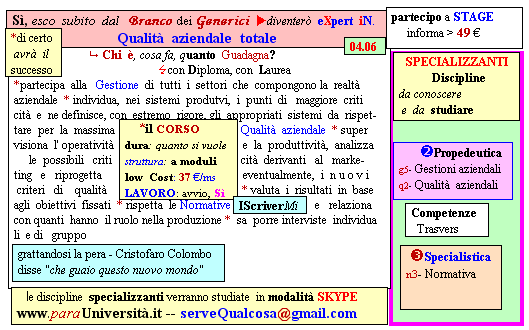 Sì, esco subito dal Branco dei Generici diventerò eXpert iN.
Qualità aziendale totale
*di certo
avrà il
successo
04.06
Chi è, cosa fa, quanto Guadagna?
con Diploma, con Laurea
*partecipa alla Gestione di tutti i settori che compongono la realtà
aziendale * individua, nei sistemi produtvi, i punti di maggiore criti
cità e ne definisce, con estremo rigore, gli appropriati sistemi da rispet-
tare per la massima Qualità aziendale * super
visiona l'operatività e la produttività, analizza
le possibili criti cità derivanti al marke-
ting e riprogetta eventualmente, i nuovi
criteri di qualità * valuta i risultati in base
agli obiettivi fissati * rispetta le Normative e relaziona
con quanti hanno il ruolo nella produzione * sa porre interviste individua
li e di gruppo
*il CORSO
dura: quanto si vuole
struttura: a moduli
low Cost: 37 €/ms
LAVORO: avvio, Sì
IScriverMi
grattandosi la pera - Cristofaro Colombo
disse "che guaio questo nuovo mondo"
partecipo a STAGE
informa > 49 €
SPECIALIZZANTI
Discipline
da conoscere
e da studiare
2Propedeutica
g5- Gestioni aziendali
q2- Qualità aziendali
Competenze
Trasvers
3Specialistica
n3- Normativa
le discipline specializzanti verranno studiate in modalità SKYPE
www.paraUniversità.it -- serveQualcosa@gmail.com